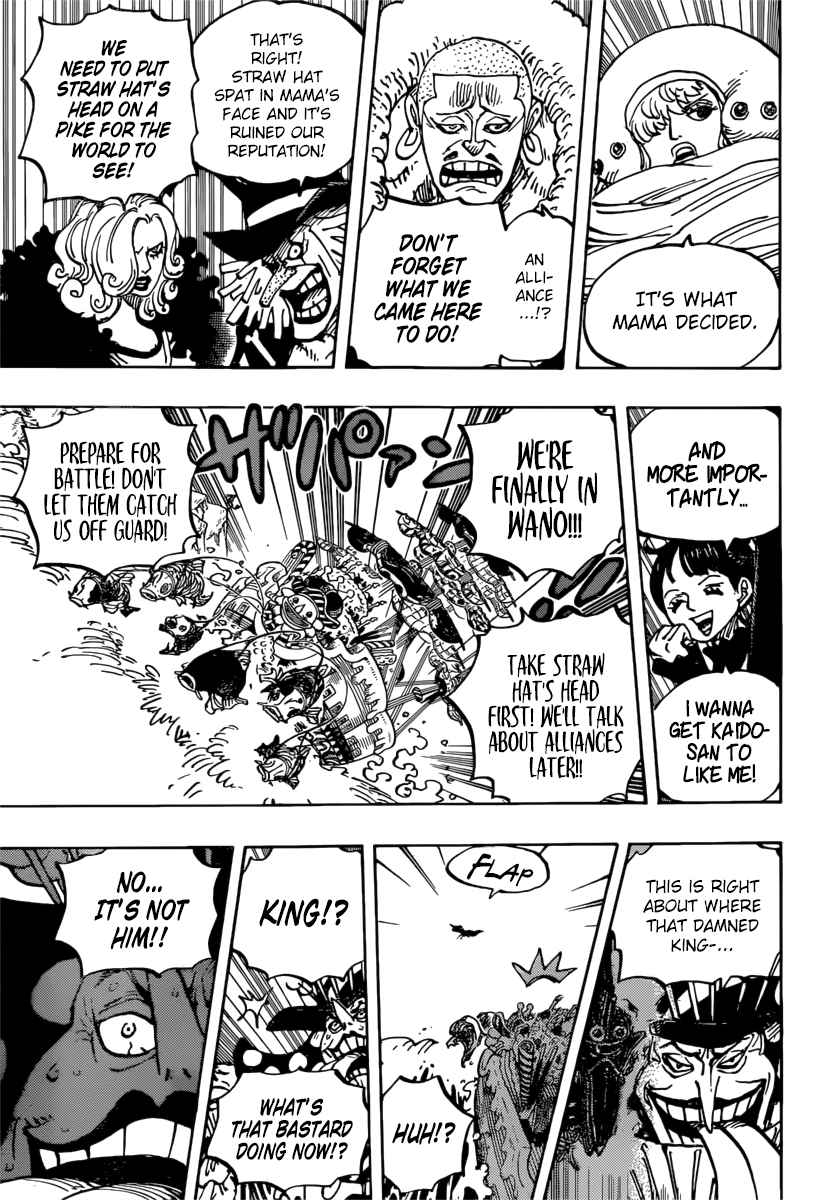 IT'S WHAT
MAMA DECIDED.
AN
ALLI-
ANCE
...!?
DON'T
FORGET
WHAT WE
CAME HERE
TO DO!
THAT'S
RIGHT!
STRAW HAT
SPAT IN MAMA'S
FACE AND IT'S
RUINED OUR
REPUTATION!
WE
NEED TO PUT
STRAW HAT'S
HEAD ON A
PIKE FOR THE
WORLD TO
SEE!
AND
MORE IMPOR-
TANTLY...
I WANNA
GET KAIDO-
SAN TO
LIKE ME!
WE'RE
FINALLY IN
WANO!!!
ザパァン
TAKE STRAW
HAT'S HEAD
FIRST! WE'LL TALK
ABOUT ALLIANCES
LATER!!
PREPARE FOR
BATTLE! DON'T
LET THEM CATCH
US OFF GUARD!
THIS IS RIGHT
ABOUT WHERE
THAT DAMNED
KING-...
FLAP
HUH!?
KING!?
WHAT'S
THAT BASTARD
DOING NOW!?
NO...
IT'S NOT
HIM!!